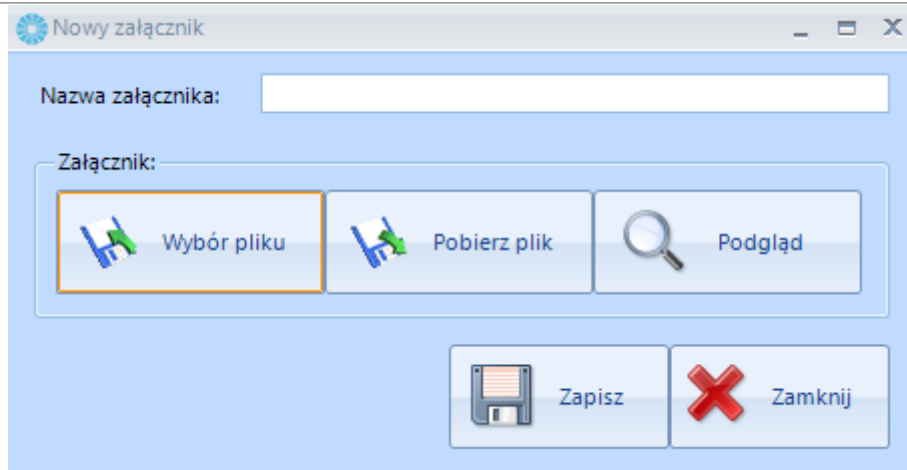 Nowy załącznik
Nazwa załącznika:
Załącznik:
Wybór pliku Pobierz plik Podgląd
Zapisz Zamknij